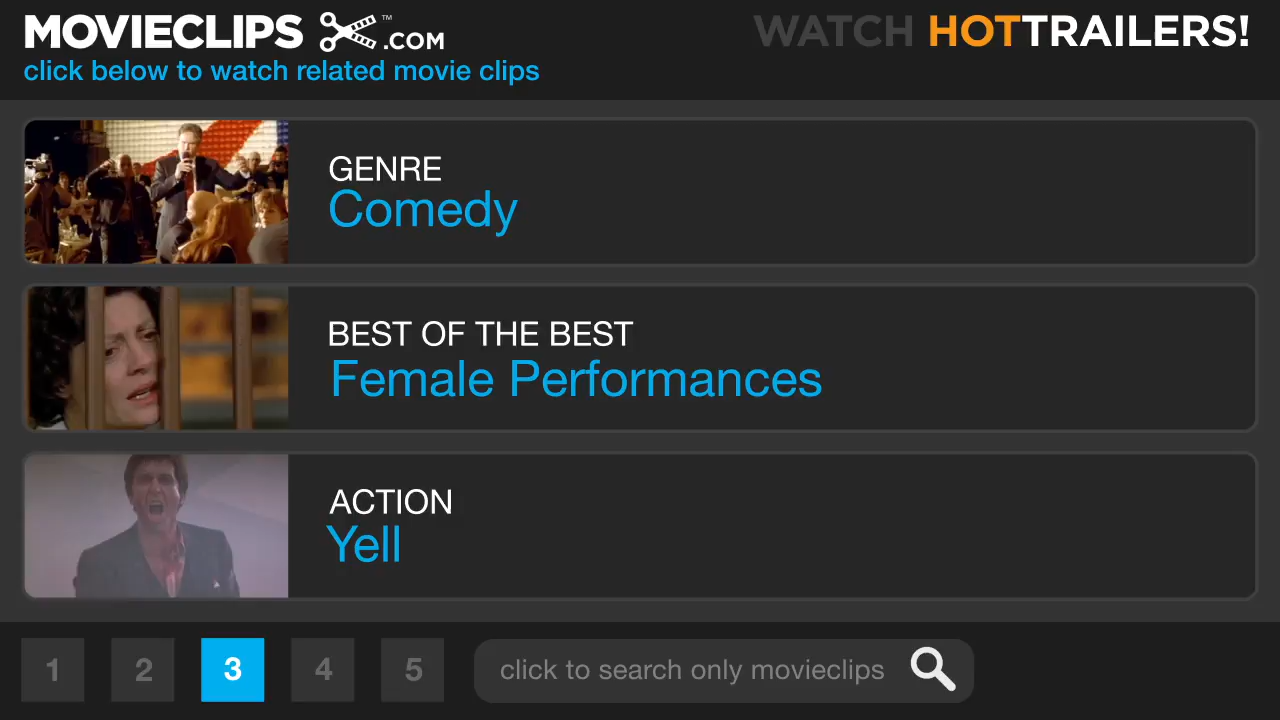 MOVIECLIPS ™ .COM
WATCH HOTTRAILERS!
click below to watch related movie clips
GENRE
Comedy
BEST OF THE BEST
Female Performances
ACTION
Yell
1 2 3 4 5 click to search only movieclips